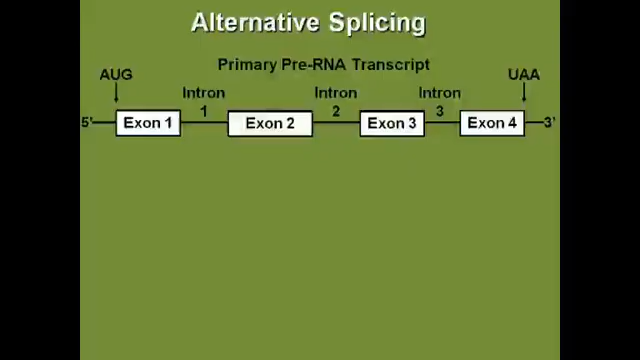 Alternative Splicing
Primary Pre-RNA Transcript
AUG UAA
Intron 1 Intron 2 Intron 3
5' Exon 1 Exon 2 Exon 3 Exon 4 3'